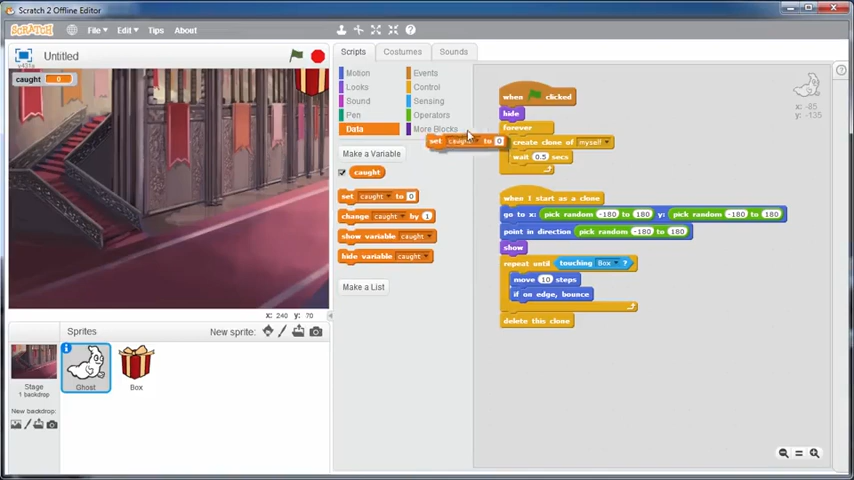 Scratch 2 Offline Editor
File Edit Tips About
v431a
Untitled
caught 0
X: 240 y: 70
Sprites New sprite:
Stage
1 backdrop
New backdrop:
Ghost
Box
Scripts Costumes Sounds
Motion Events
Looks Control
Sound Sensing
Pen Operators
Data More Blocks
Make a Variable
caught
set caught to 0
change caught by 1
show variable caught
hide variable caught
Make a List
set caught to 0
when clicked
hide
forever
create clone of myself
wait 0.5 secs
when I start as a clone
go to x: pick random -180 to 180 y: pick random -180 to 180
point in direction pick random -180 to 180
show
repeat until touching Box ?
move 10 steps
if on edge, bounce
delete this clone
x: -85
y: -135